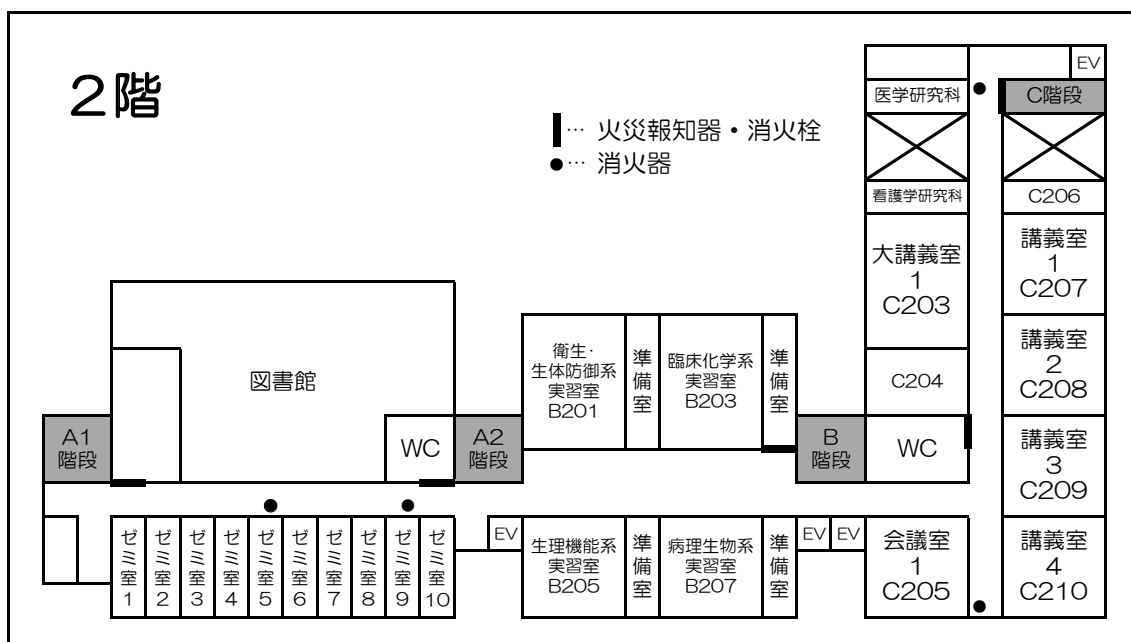 2階
… 火災報知器・消火栓
●… 消火器
EV
医学研究科
C階段
看護学研究科
C206
大講義室
1
C203
講義室
1
C207
図書館
衛生・
生体防御系
実習室
B201
準備室
臨床化学系
実習室
B203
準備室
C204
講義室
2
C208
A1
階段
WC
A2
階段
B
階段
WC
講義室
3
C209
ゼミ室1
ゼミ室2
ゼミ室3
ゼミ室4
ゼミ室5
ゼミ室6
ゼミ室7
ゼミ室8
ゼミ室9
ゼミ室10
EV
生理機能系
実習室
B205
準備室
病理生物系
実習室
B207
準備室
EV
EV
会議室
1
C205
講義室
4
C210